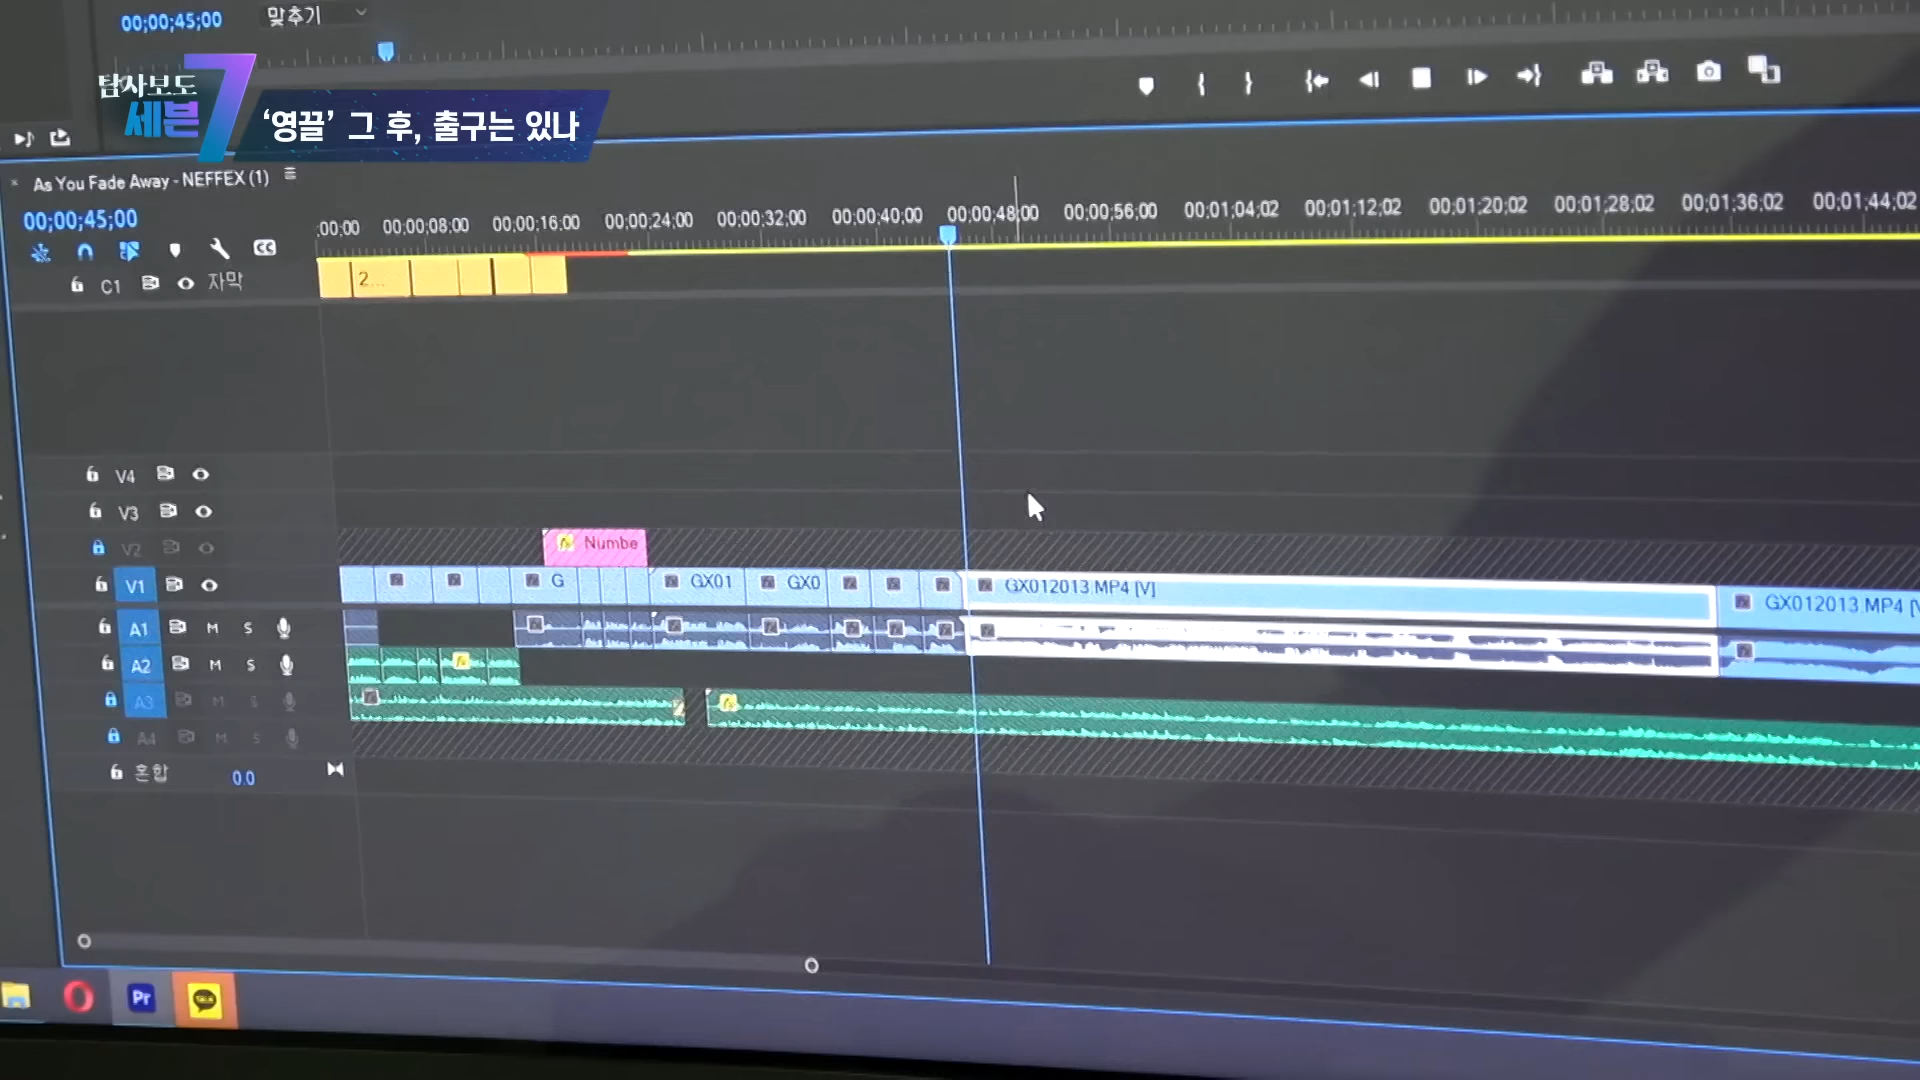 00;00;45;00
맞추기
탐사보도
세븐
7
‘영끌’ 그 후, 출구는 있나
As You Fade Away - NEFFEX (1)
00;00;45;00
;00;00 00;00;08;00 00;00;16;00 00;00;24;00 00;00;32;00 00;00;40;00 00;00;48;00 00;00;56;00 00;01;04;02 00;01;12;02 00;01;20;02 00;01;28;02 00;01;36;02 00;01;44;02
CC
C1 자막
2...
V4
V3
V2
Numbe
V1
G GX01 GX0 GX012013.MP4 [V] GX012013.MP4 [V
A1 M S
A2 M S
A3 M S
A4 M S
혼합 0.0
Pr
TALK